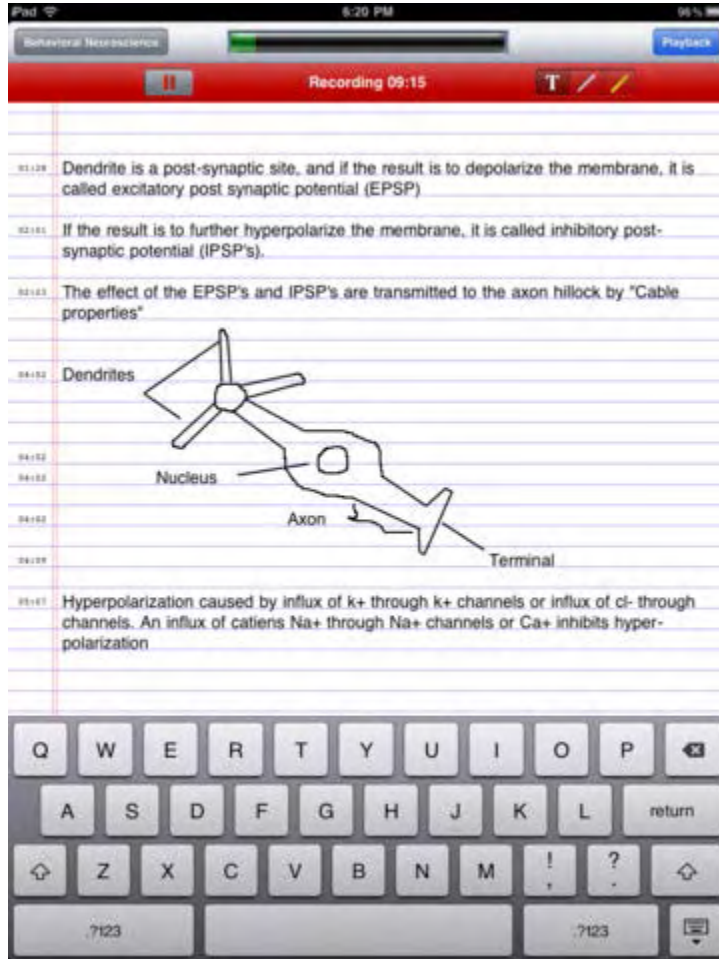 iPad 6:20 PM 96%
Behavioral Neuroscience Playback
Recording 09:15 T
01:28 Dendrite is a post-synaptic site, and if the result is to depolarize the membrane, it is
called excitatory post synaptic potential (EPSP)
If the result is to further hyperpolarize the membrane, it is called inhibitory post-
synaptic potential (IPSP's).
The effect of the EPSP's and IPSP's are transmitted to the axon hillock by "Cable
properties"
Dendrites
Nucleus
Axon
Terminal
Hyperpolarization caused by influx of k+ through k+ channels or influx of cl- through
channels. An influx of catiens Na+ through Na+ channels or Ca+ inhibits hyper-
polarization
Q W E R T Y U I O P
A S D F G H J K L return
Z X C V B N M ! , ? .
.?123 .?123